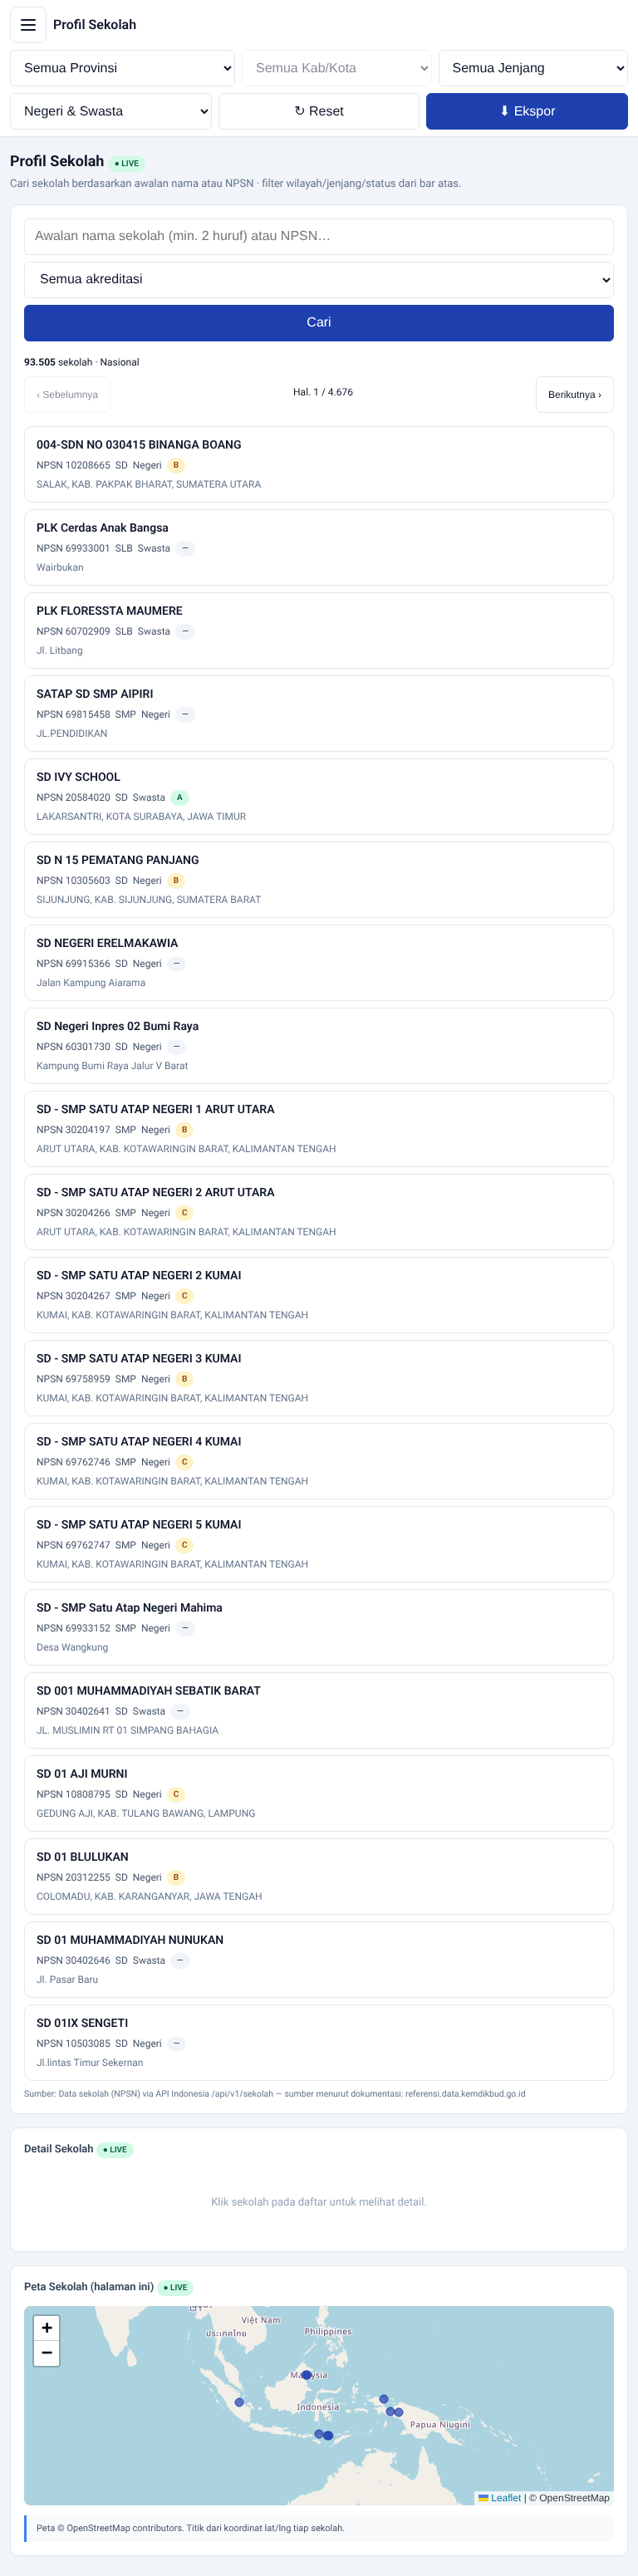 Profil Sekolah
Semua Provinsi
Semua Kab/Kota
Semua Jenjang
Negeri & Swasta
↻ Reset
⬇ Ekspor
Profil Sekolah ● LIVE
Cari sekolah berdasarkan awalan nama atau NPSN · filter wilayah/jenjang/status dari bar atas.
Awalan nama sekolah (min. 2 huruf) atau NPSN…
Semua akreditasi
Cari
93.505 sekolah · Nasional
‹ Sebelumnya
Hal. 1 / 4.676
Berikutnya ›
004-SDN NO 030415 BINANGA BOANG
NPSN 10208665 SD Negeri B
SALAK, KAB. PAKPAK BHARAT, SUMATERA UTARA
PLK Cerdas Anak Bangsa
NPSN 69933001 SLB Swasta —
Wairbukan
PLK FLORESSTA MAUMERE
NPSN 60702909 SLB Swasta —
Jl. Litbang
SATAP SD SMP AIPIRI
NPSN 69815458 SMP Negeri —
JL.PENDIDIKAN
SD IVY SCHOOL
NPSN 20584020 SD Swasta A
LAKARSANTRI, KOTA SURABAYA, JAWA TIMUR
SD N 15 PEMATANG PANJANG
NPSN 10305603 SD Negeri B
SIJUNJUNG, KAB. SIJUNJUNG, SUMATERA BARAT
SD NEGERI ERELMAKAWIA
NPSN 69915366 SD Negeri —
Jalan Kampung Aiarama
SD Negeri Inpres 02 Bumi Raya
NPSN 60301730 SD Negeri —
Kampung Bumi Raya Jalur V Barat
SD - SMP SATU ATAP NEGERI 1 ARUT UTARA
NPSN 30204197 SMP Negeri B
ARUT UTARA, KAB. KOTAWARINGIN BARAT, KALIMANTAN TENGAH
SD - SMP SATU ATAP NEGERI 2 ARUT UTARA
NPSN 30204266 SMP Negeri C
ARUT UTARA, KAB. KOTAWARINGIN BARAT, KALIMANTAN TENGAH
SD - SMP SATU ATAP NEGERI 2 KUMAI
NPSN 30204267 SMP Negeri C
KUMAI, KAB. KOTAWARINGIN BARAT, KALIMANTAN TENGAH
SD - SMP SATU ATAP NEGERI 3 KUMAI
NPSN 69758959 SMP Negeri B
KUMAI, KAB. KOTAWARINGIN BARAT, KALIMANTAN TENGAH
SD - SMP SATU ATAP NEGERI 4 KUMAI
NPSN 69762746 SMP Negeri C
KUMAI, KAB. KOTAWARINGIN BARAT, KALIMANTAN TENGAH
SD - SMP SATU ATAP NEGERI 5 KUMAI
NPSN 69762747 SMP Negeri C
KUMAI, KAB. KOTAWARINGIN BARAT, KALIMANTAN TENGAH
SD - SMP Satu Atap Negeri Mahima
NPSN 69933152 SMP Negeri —
Desa Wangkung
SD 001 MUHAMMADIYAH SEBATIK BARAT
NPSN 30402641 SD Swasta —
JL. MUSLIMIN RT 01 SIMPANG BAHAGIA
SD 01 AJI MURNI
NPSN 10808795 SD Negeri C
GEDUNG AJI, KAB. TULANG BAWANG, LAMPUNG
SD 01 BLULUKAN
NPSN 20312255 SD Negeri B
COLOMADU, KAB. KARANGANYAR, JAWA TENGAH
SD 01 MUHAMMADIYAH NUNUKAN
NPSN 30402646 SD Swasta —
Jl. Pasar Baru
SD 01IX SENGETI
NPSN 10503085 SD Negeri —
Jl.lintas Timur Sekernan
Sumber: Data sekolah (NPSN) via API Indonesia /api/v1/sekolah — sumber menurut dokumentasi: referensi.data.kemdikbud.go.id
Detail Sekolah ● LIVE
Klik sekolah pada daftar untuk melihat detail.
Peta Sekolah (halaman ini) ● LIVE
+
−
Việt Nam
ประเทศไทย
Philippines
Indonesia
Papua Niugini
Leaflet | © OpenStreetMap
Peta © OpenStreetMap contributors. Titik dari koordinat lat/lng tiap sekolah.